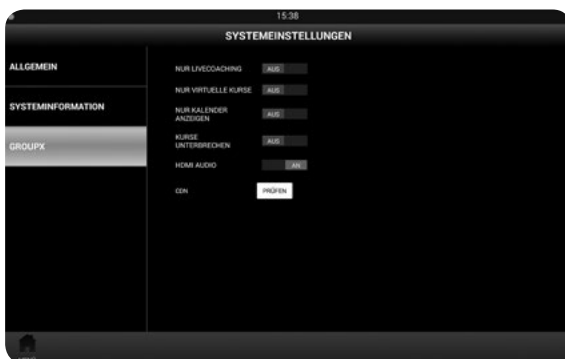 15:38
SYSTEMEINSTELLUNGEN
ALLGEMEIN
SYSTEMINFORMATION
GROUPX
NUR LIVECOACHING AUS
NUR VIRTUELLE KURSE AUS
NUR KALENDER
ANZEIGEN AUS
KURSE
UNTERBRECHEN AUS
HDMI AUDIO AN
CDN PRÜFEN